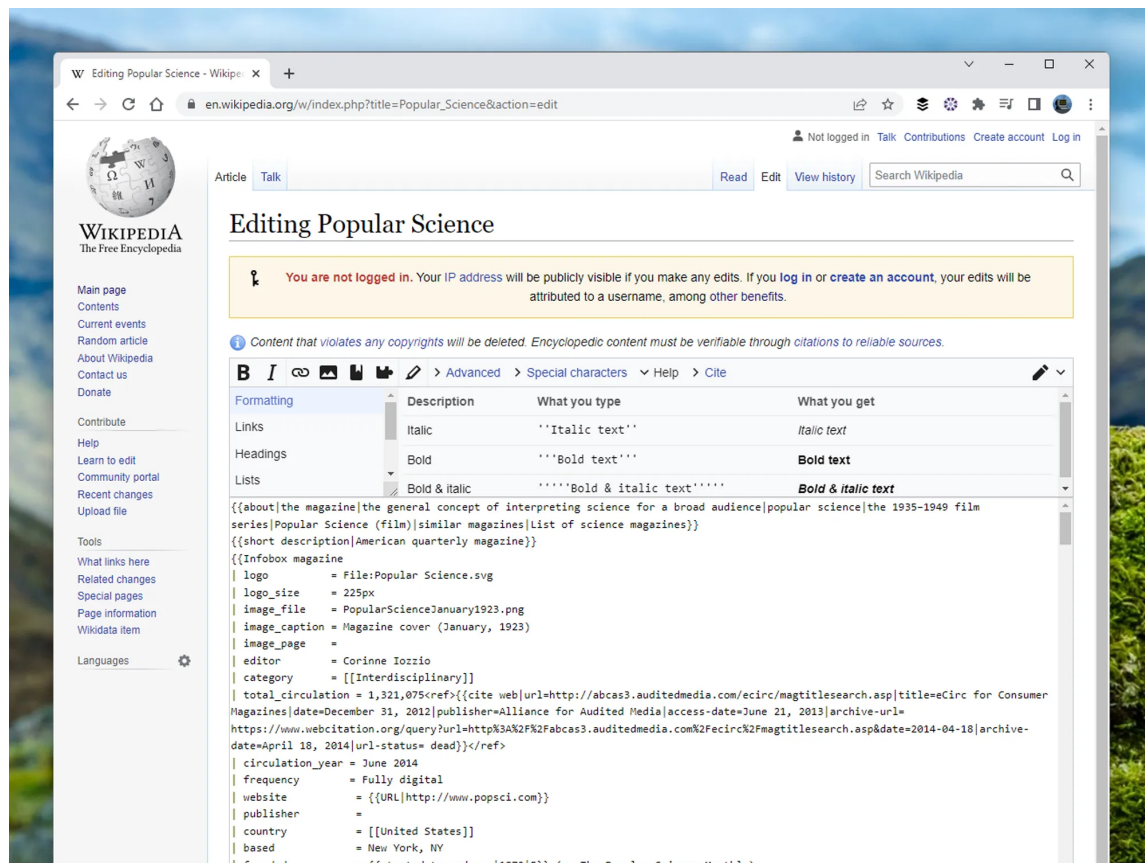 Editing Popular Science - Wikipe
en.wikipedia.org/w/index.php?title=Popular_Science&action=edit
Not logged in Talk Contributions Create account Log in
Article Talk Read Edit View history Search Wikipedia
WIKIPEDIA
The Free Encyclopedia
Main page
Contents
Current events
Random article
About Wikipedia
Contact us
Donate
Contribute
Help
Learn to edit
Community portal
Recent changes
Upload file
Tools
What links here
Related changes
Special pages
Page information
Wikidata item
Languages
Editing Popular Science
You are not logged in. Your IP address will be publicly visible if you make any edits. If you log in or create an account, your edits will be
attributed to a username, among other benefits.
Content that violates any copyrights will be deleted. Encyclopedic content must be verifiable through citations to reliable sources.
B I Advanced Special characters Help Cite
Formatting
Links
Headings
Lists
Description What you type What you get
Italic ''Italic text'' Italic text
Bold '''Bold text''' Bold text
Bold & italic '''''Bold & italic text''''' Bold & italic text
{{about|the magazine|the general concept of interpreting science for a broad audience|popular science|the 1935–1949 film
series|Popular Science (film)|similar magazines|List of science magazines}}
{{short description|American quarterly magazine}}
{{Infobox magazine
| logo = File:Popular Science.svg
| logo_size = 225px
| image_file = PopularScienceJanuary1923.png
| image_caption = Magazine cover (January, 1923)
| image_page =
| editor = Corinne Iozzio
| category = [[Interdisciplinary]]
| total_circulation = 1,321,075<ref>{{cite web|url=http://abcas3.auditedmedia.com/ecirc/magtitlesearch.asp|title=eCirc for Consumer
Magazines|date=December 31, 2012|publisher=Alliance for Audited Media|access-date=June 21, 2013|archive-url=
https://www.webcitation.org/query?url=http%3A%2F%2Fabcas3.auditedmedia.com%2Fecirc%2Fmagtitlesearch.asp&date=2014-04-18|archive-
date=April 18, 2014|url-status= dead}}</ref>
| circulation_year = June 2014
| frequency = Fully digital
| website = {{URL|http://www.popsci.com}}
| publisher =
| country = [[United States]]
| based = New York, NY